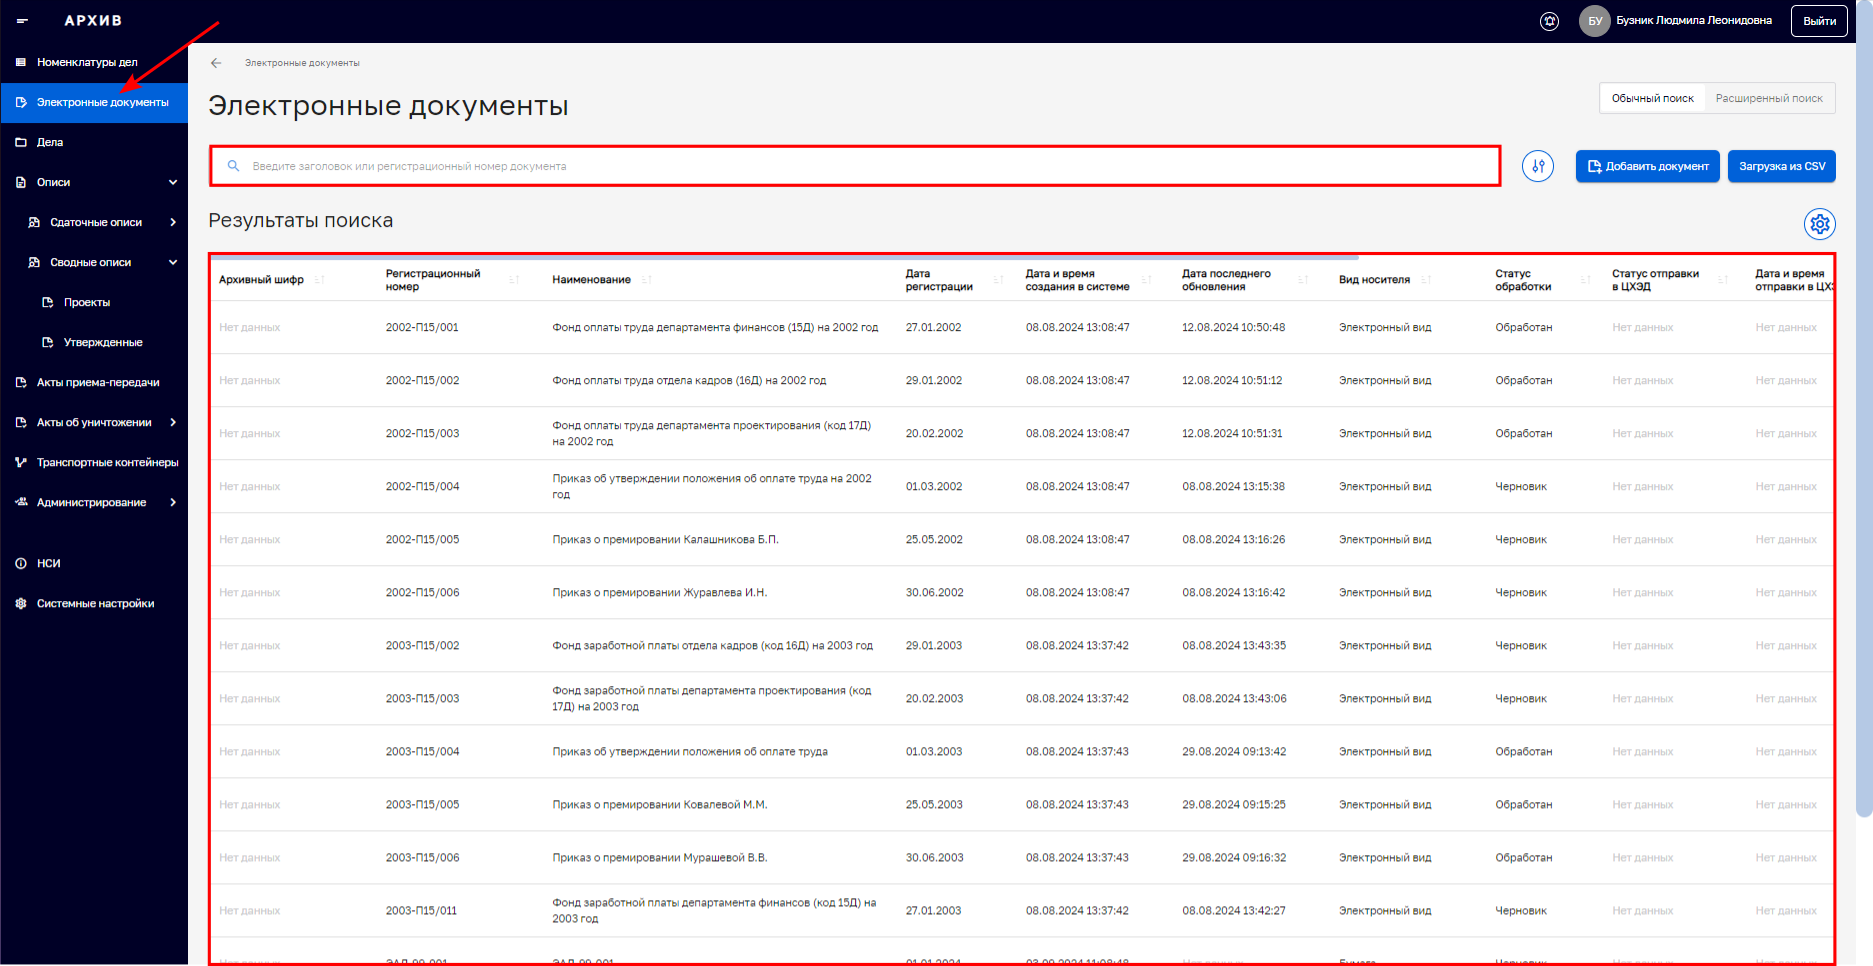 АРХИВ
БУ Бузник Людмила Леонидовна Выйти
Номенклатуры дел
Электронные документы
Дела
Описи
Сдаточные описи
Сводные описи
Проекты
Утвержденные
Акты приема-передачи
Акты об уничтожении
Транспортные контейнеры
Администрирование
НСИ
Системные настройки
Электронные документы
Электронные документы
Обычный поиск Расширенный поиск
Введите заголовок или регистрационный номер документа
Добавить документ Загрузка из CSV
Результаты поиска
Архивный шифр
Регистрационный
номер
Наименование
Дата
регистрации
Дата и время
создания в системе
Дата последнего
обновления
Вид носителя
Статус
обработки
Статус отправки
в ЦХЭД
Дата и время
отправки в ЦХЭ
Нет данных 2002-П15/001 Фонд оплаты труда департамента финансов (15Д) на 2002 год 27.01.2002 08.08.2024 13:08:47 12.08.2024 10:50:48 Электронный вид Обработан Нет данных Нет данных
Нет данных 2002-П15/002 Фонд оплаты труда отдела кадров (16Д) на 2002 год 29.01.2002 08.08.2024 13:08:47 12.08.2024 10:51:12 Электронный вид Обработан Нет данных Нет данных
Нет данных 2002-П15/003 Фонд оплаты труда департамента проектирования (код 17Д)
на 2002 год 20.02.2002 08.08.2024 13:08:47 12.08.2024 10:51:31 Электронный вид Обработан Нет данных Нет данных
Нет данных 2002-П15/004 Приказ об утверждении положения об оплате труда на 2002
год 01.03.2002 08.08.2024 13:08:47 08.08.2024 13:15:38 Электронный вид Черновик Нет данных Нет данных
Нет данных 2002-П15/005 Приказ о премировании Калашникова Б.П. 25.05.2002 08.08.2024 13:08:47 08.08.2024 13:16:26 Электронный вид Черновик Нет данных Нет данных
Нет данных 2002-П15/006 Приказ о премировании Журавлева И.Н. 30.06.2002 08.08.2024 13:08:47 08.08.2024 13:16:42 Электронный вид Черновик Нет данных Нет данных
Нет данных 2003-П15/002 Фонд заработной платы отдела кадров (код 16Д) на 2003 год 29.01.2003 08.08.2024 13:37:42 08.08.2024 13:43:35 Электронный вид Черновик Нет данных Нет данных
Нет данных 2003-П15/003 Фонд заработной платы департамента проектирования (код
17Д) на 2003 год 20.02.2003 08.08.2024 13:37:42 08.08.2024 13:43:06 Электронный вид Черновик Нет данных Нет данных
Нет данных 2003-П15/004 Приказ об утверждении положения об оплате труда 01.03.2003 08.08.2024 13:37:43 29.08.2024 09:13:42 Электронный вид Обработан Нет данных Нет данных
Нет данных 2003-П15/005 Приказ о премировании Ковалевой М.М. 25.05.2003 08.08.2024 13:37:43 29.08.2024 09:15:25 Электронный вид Обработан Нет данных Нет данных
Нет данных 2003-П15/006 Приказ о премировании Мурашевой В.В. 30.06.2003 08.08.2024 13:37:43 29.08.2024 09:16:32 Электронный вид Обработан Нет данных Нет данных
Нет данных 2003-П15/011 Фонд заработной платы департамента финансов (код 15Д) на
2003 год 27.01.2003 08.08.2024 13:37:42 08.08.2024 13:42:27 Электронный вид Черновик Нет данных Нет данных